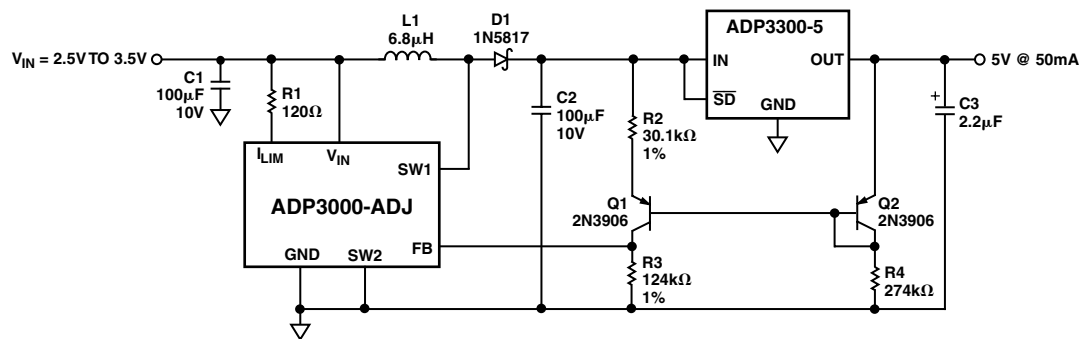 V_IN = 2.5V TO 3.5V
C1
100μF
10V
R1
120Ω
L1
6.8μH
D1
1N5817
C2
100μF
10V
R2
30.1kΩ
1%
ADP3300-5
IN
OUT
SD
GND
5V @ 50mA
+
C3
2.2μF
I_LIM
V_IN
SW1
ADP3000-ADJ
FB
GND
SW2
Q1
2N3906
Q2
2N3906
R3
124kΩ
1%
R4
274kΩ